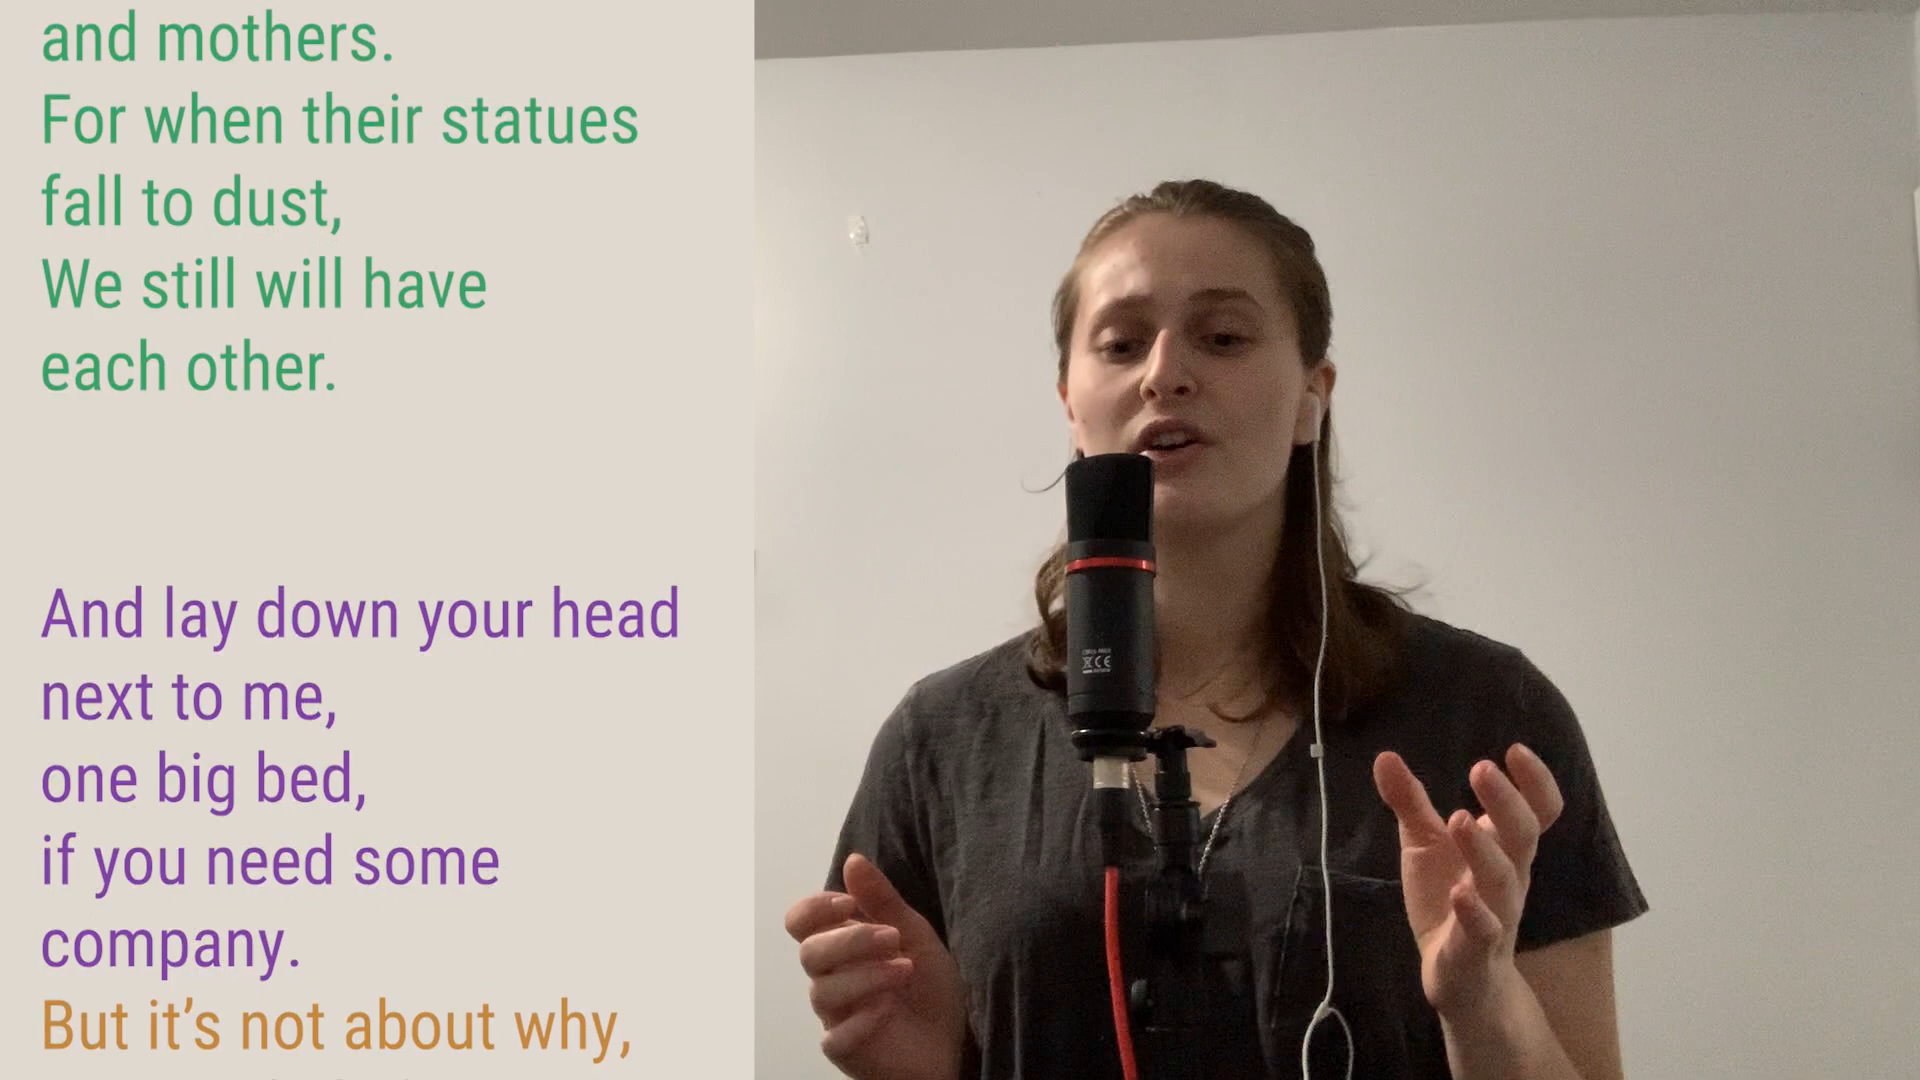 and mothers.
For when their statues
fall to dust,
We still will have
each other.
And lay down your head
next to me,
one big bed,
if you need some
company.
But it’s not about why,